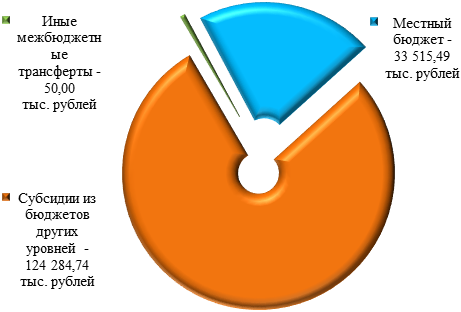 Иные
межбюджетн
ые
трансферты -
50,00
тыс. рублей
Местный
бюджет -
33 515,49
тыс. рублей
Субсидии из
бюджетов
других
уровней -
124 284,74
тыс. рублей